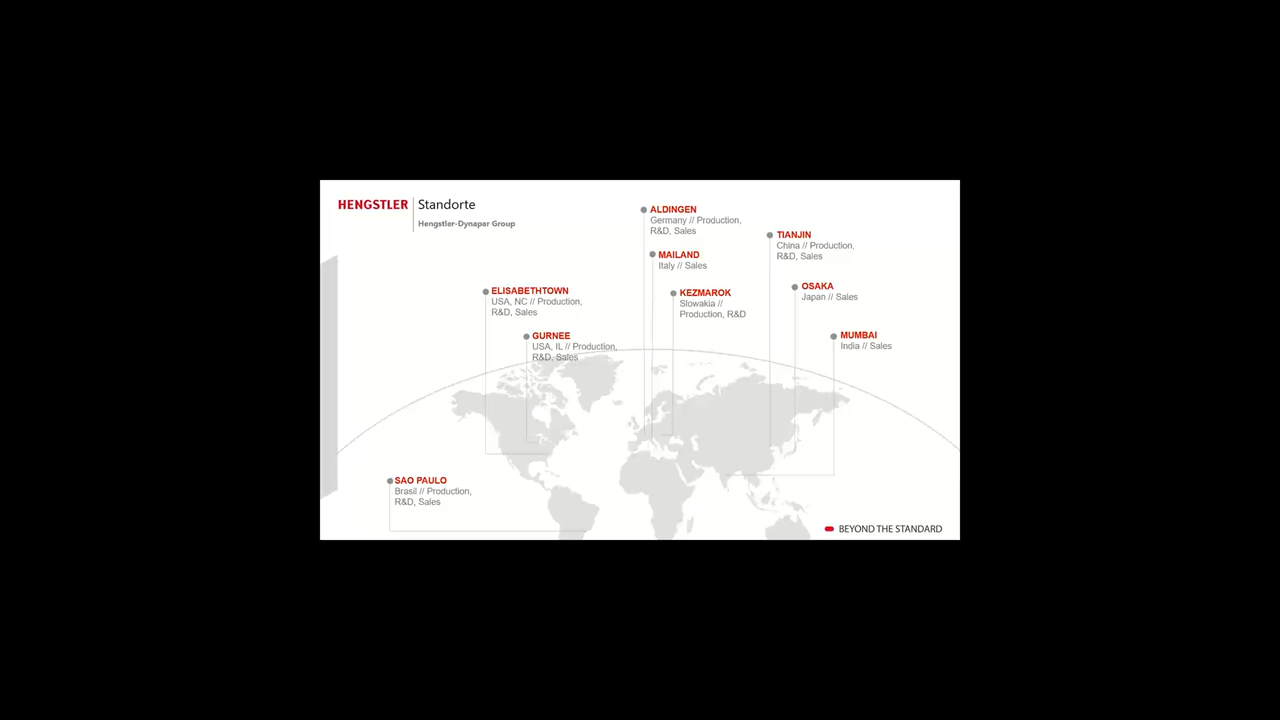 HENGSTLER
Standorte
Hengstler-Dynapar Group
ALDINGEN
Germany // Production,
R&D, Sales
MAILAND
Italy // Sales
KEZMAROK
Slowakia //
Production, R&D
TIANJIN
China // Production,
R&D, Sales
OSAKA
Japan // Sales
MUMBAI
India // Sales
ELISABETHTOWN
USA, NC // Production,
R&D, Sales
GURNEE
USA, IL // Production,
R&D, Sales
SAO PAULO
Brasil // Production,
R&D, Sales
BEYOND THE STANDARD